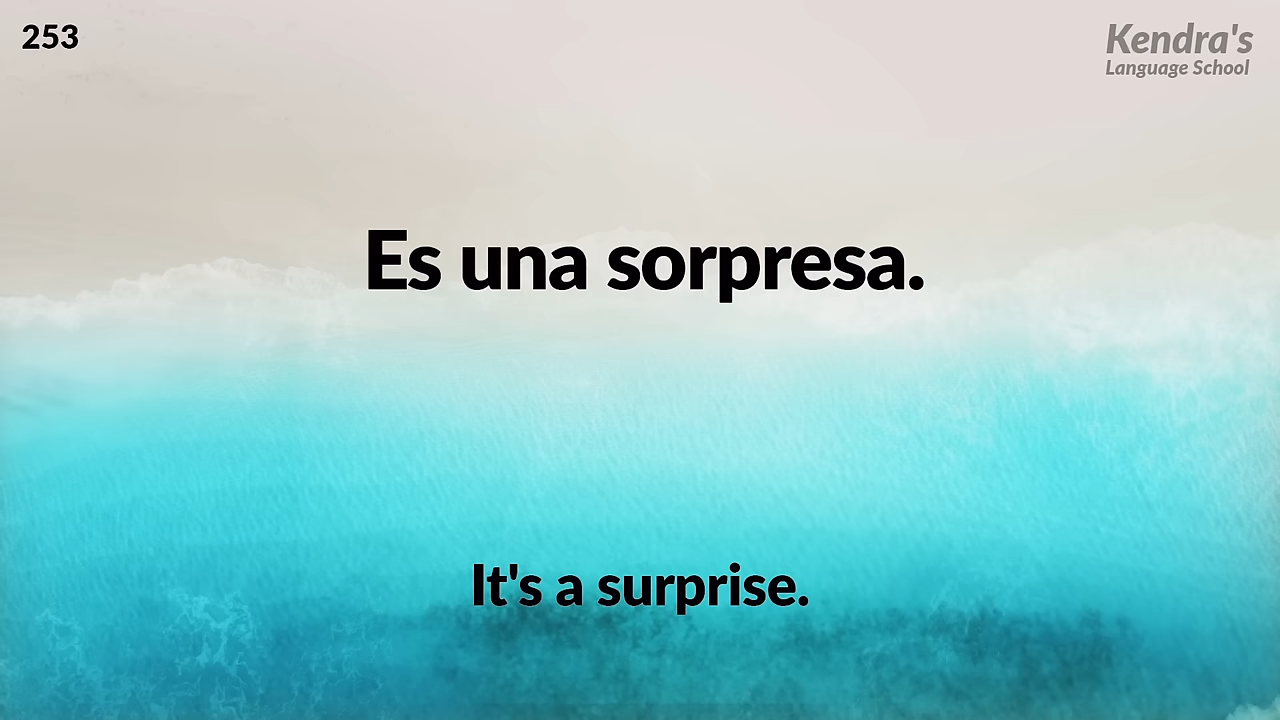 253
Kendra's
Language School
Es una sorpresa.
It's a surprise.